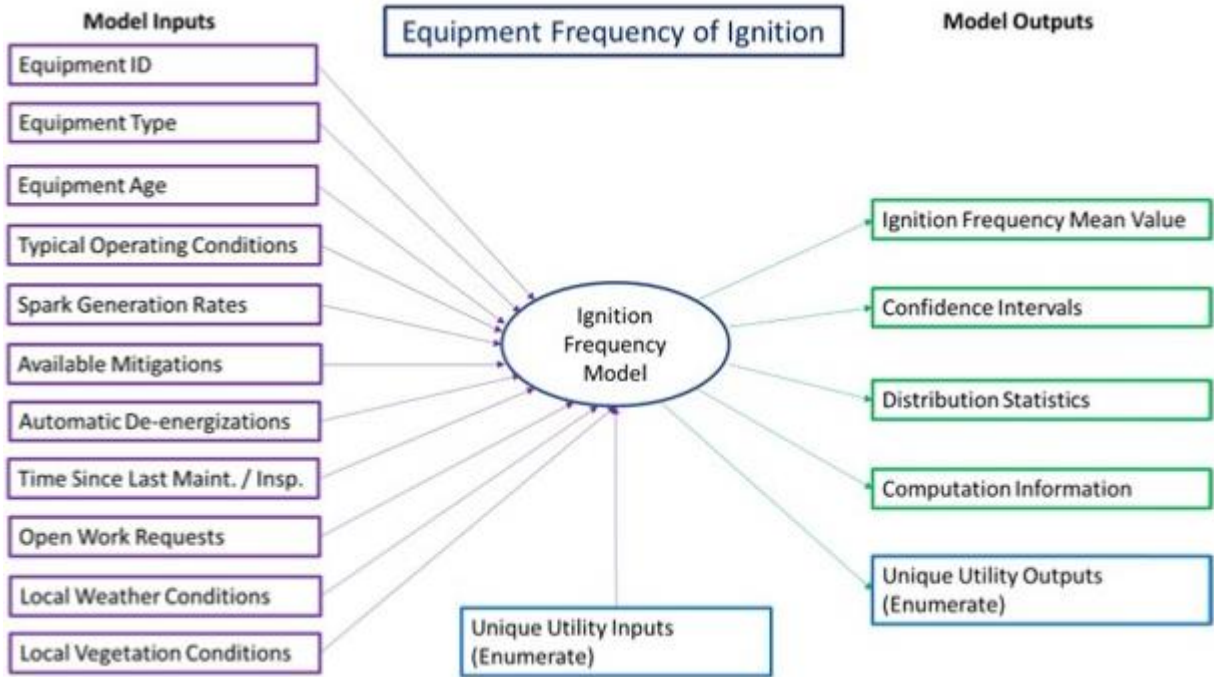 Model Inputs
Equipment Frequency of Ignition
Model Outputs
Equipment ID
Equipment Type
Equipment Age
Typical Operating Conditions
Spark Generation Rates
Available Mitigations
Automatic De-energizations
Time Since Last Maint. / Insp.
Open Work Requests
Local Weather Conditions
Local Vegetation Conditions
Ignition
Frequency
Model
Unique Utility Inputs
(Enumerate)
Ignition Frequency Mean Value
Confidence Intervals
Distribution Statistics
Computation Information
Unique Utility Outputs
(Enumerate)